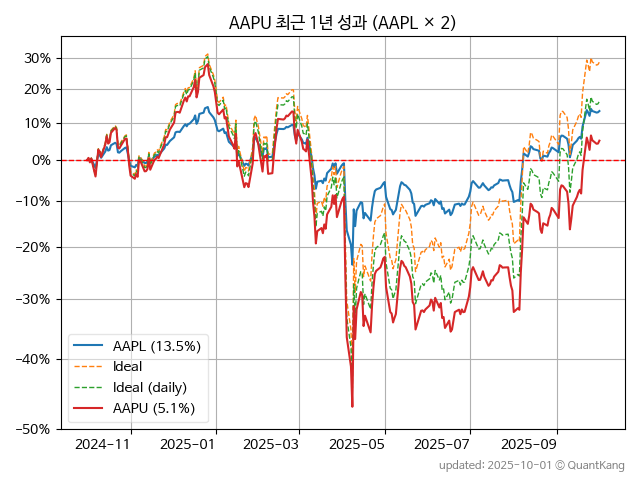 AAPU 최근 1년 성과 (AAPL × 2)
30%
20%
10%
0%
−10%
−20%
−30%
−40%
−50%
AAPL (13.5%)
Ideal
Ideal (daily)
AAPU (5.1%)
2024-11
2025-01
2025-03
2025-05
2025-07
2025-09
updated: 2025-10-01 © QuantKang